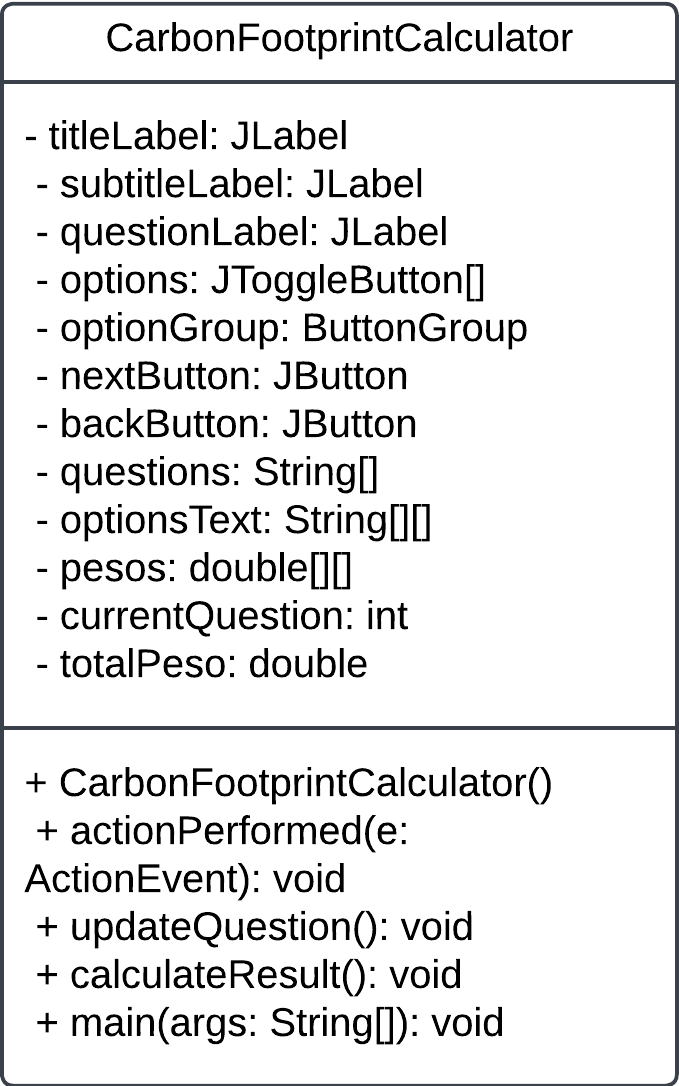 CarbonFootprintCalculator
- titleLabel: JLabel
- subtitleLabel: JLabel
- questionLabel: JLabel
- options: JToggleButton[]
- optionGroup: ButtonGroup
- nextButton: JButton
- backButton: JButton
- questions: String[]
- optionsText: String[][]
- pesos: double[][]
- currentQuestion: int
- totalPeso: double
+ CarbonFootprintCalculator()
+ actionPerformed(e:
ActionEvent): void
+ updateQuestion(): void
+ calculateResult(): void
+ main(args: String[]): void